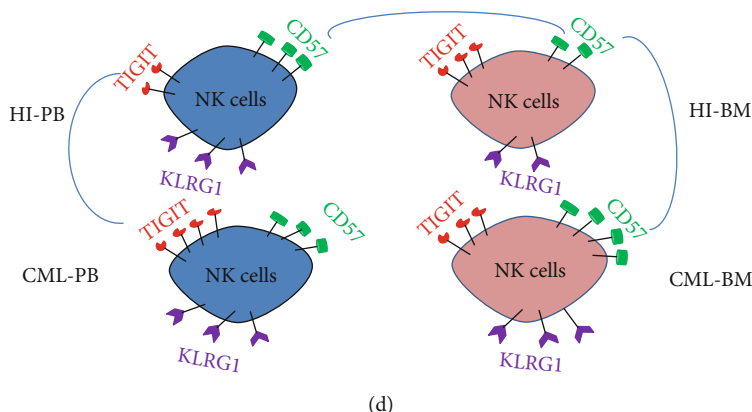 TIGIT
CD57
NK cells
KLRG1
HI-PB
TIGIT
CD57
NK cells
KLRG1
HI-BM
TIGIT
CD57
NK cells
KLRG1
CML-PB
TIGIT
CD57
NK cells
KLRG1
CML-BM
(d)